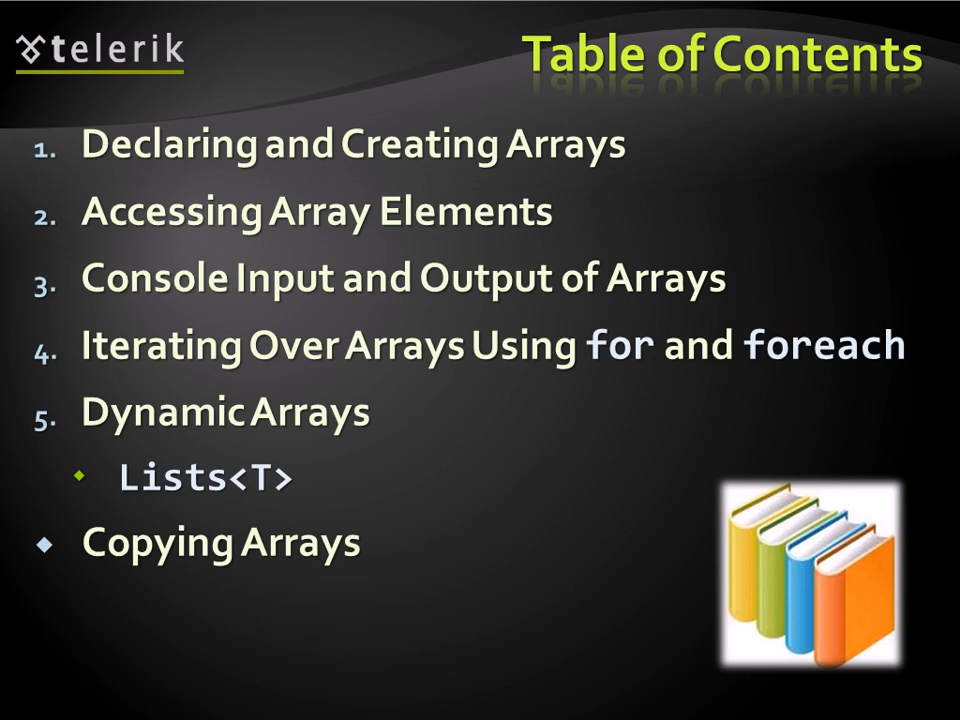 telerik
Table of Contents
1. Declaring and Creating Arrays
2. Accessing Array Elements
3. Console Input and Output of Arrays
4. Iterating Over Arrays Using for and foreach
5. Dynamic Arrays
Lists<T>
Copying Arrays